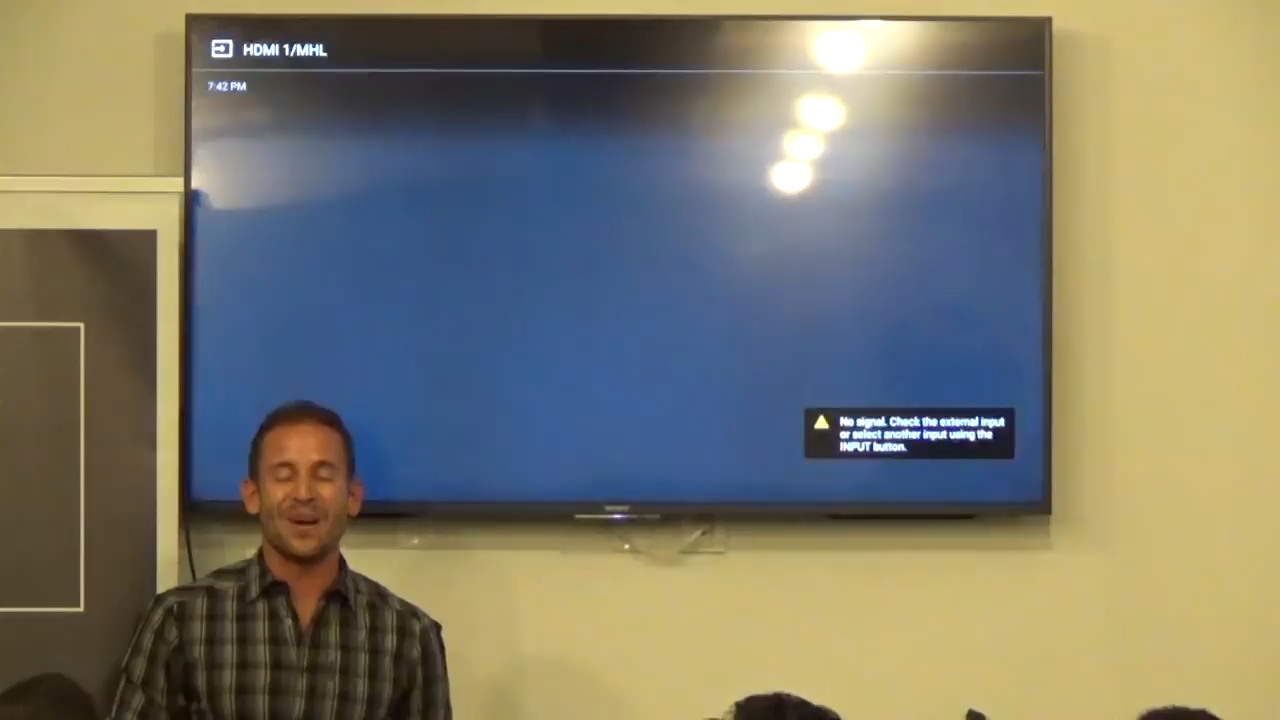 HDMI 1/MHL
7:42 PM
No signal. Check the external input
or select another input using the
INPUT button.